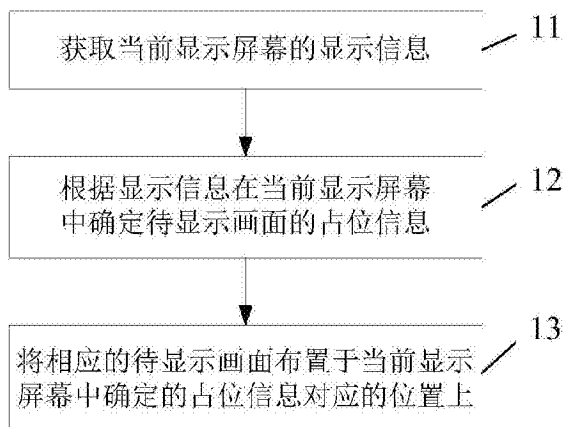 获取当前显示屏幕的显示信息
11
根据显示信息在当前显示屏幕
中确定待显示画面的占位信息
12
将相应的待显示画面布置于当前显示
屏幕中确定的占位信息对应的位置上
13